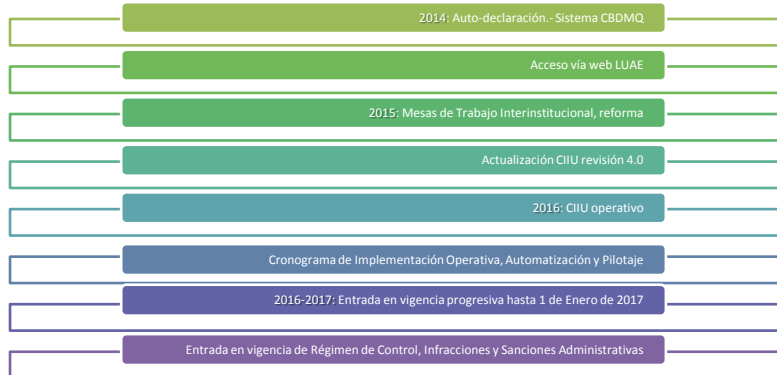 2014: Auto-declaración.- Sistema CBDMQ
Acceso vía web LUAE
2015: Mesas de Trabajo Interinstitucional, reforma
Actualización CIIU revisión 4.0
2016: CIIU operativo
Cronograma de Implementación Operativa, Automatización y Pilotaje
2016-2017: Entrada en vigencia progresiva hasta 1 de Enero de 2017
Entrada en vigencia de Régimen de Control, Infracciones y Sanciones Administrativas